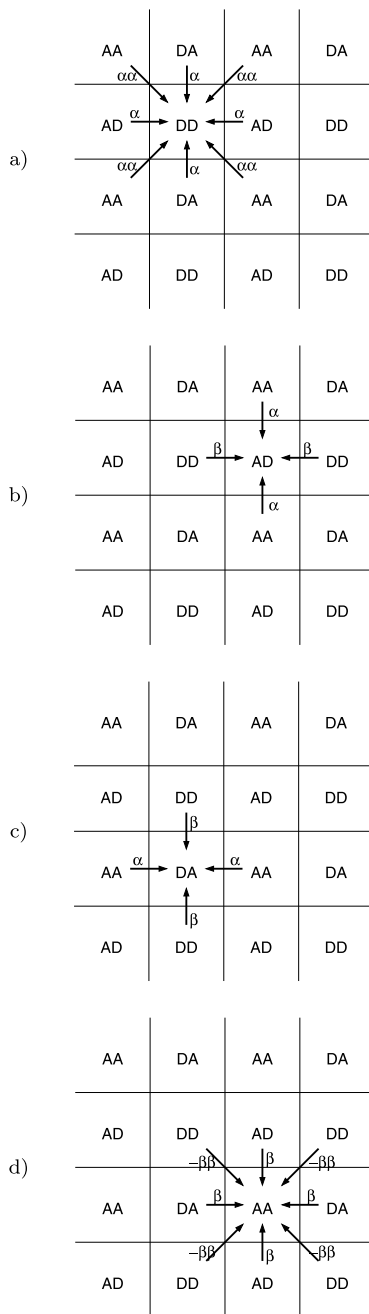 a)
AA DA AA DA
αα α αα
AD α DD α AD DD
αα α αα
AA DA AA DA
AD DD AD DD
b)
AA DA AA DA
α
AD DD β AD β DD
α
AA DA AA DA
AD DD AD DD
c)
AA DA AA DA
AD DD AD DD
β
AA α DA α AA DA
β
AD DD AD DD
d)
AA DA AA DA
AD DD AD DD
−ββ β −ββ
AA DA β AA β DA
−ββ β −ββ
AD DD AD DD